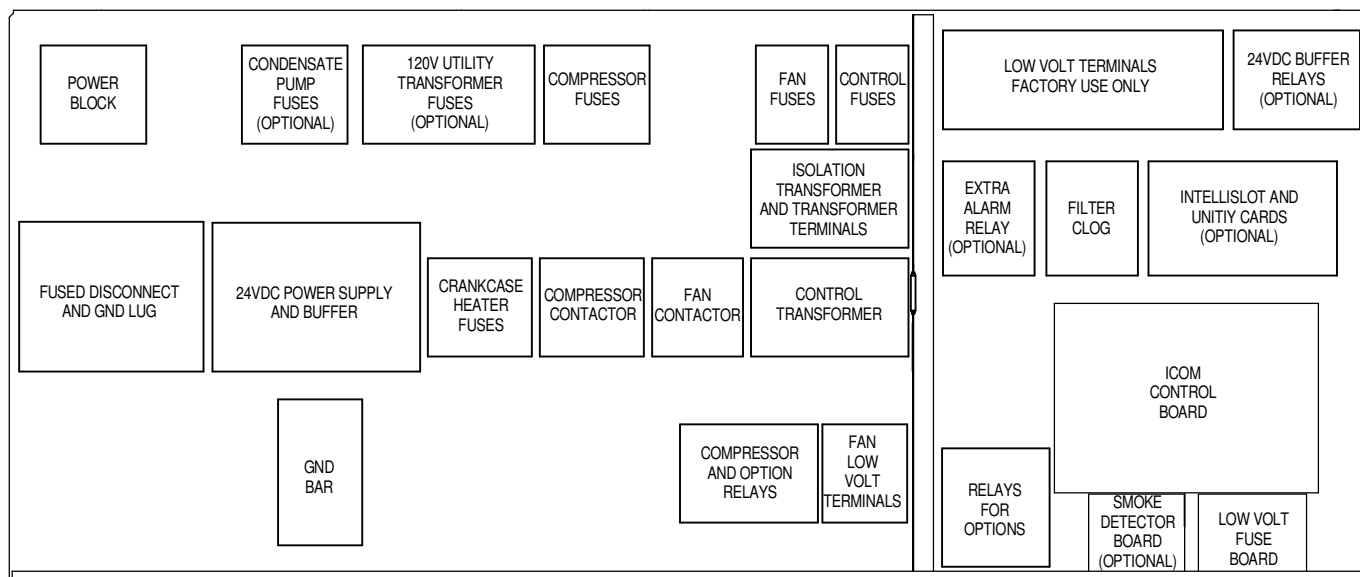 POWER
BLOCK
CONDENSATE
PUMP
FUSES
(OPTIONAL)
120V UTILITY
TRANSFORMER
FUSES
(OPTIONAL)
COMPRESSOR
FUSES
FAN
FUSES
CONTROL
FUSES
LOW VOLT TERMINALS
FACTORY USE ONLY
24VDC BUFFER
RELAYS
(OPTIONAL)
ISOLATION
TRANSFORMER
AND TRANSFORMER
TERMINALS
EXTRA
ALARM
RELAY
(OPTIONAL)
FILTER
CLOG
INTELLISLOT AND
UNITIY CARDS
(OPTIONAL)
FUSED DISCONNECT
AND GND LUG
24VDC POWER SUPPLY
AND BUFFER
CRANKCASE
HEATER
FUSES
COMPRESSOR
CONTACTOR
FAN
CONTACTOR
CONTROL
TRANSFORMER
ICOM
CONTROL
BOARD
GND
BAR
COMPRESSOR
AND OPTION
RELAYS
FAN
LOW
VOLT
TERMINALS
RELAYS
FOR
OPTIONS
SMOKE
DETECTOR
BOARD
(OPTIONAL)
LOW VOLT
FUSE
BOARD